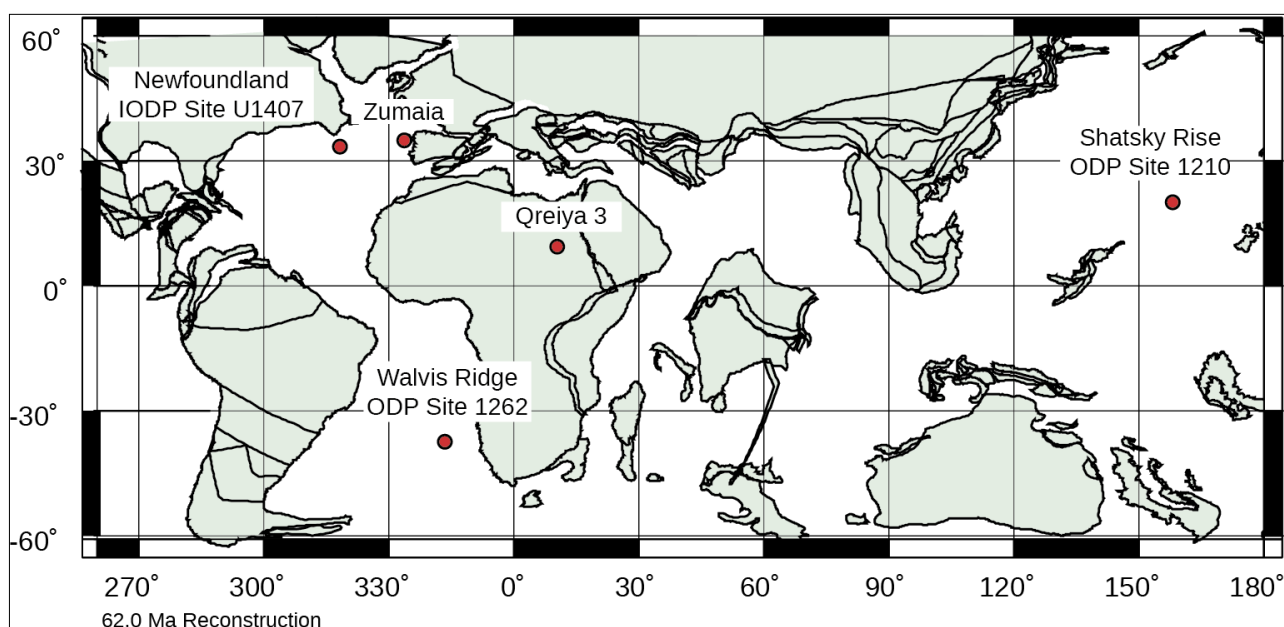 60°
Newfoundland
IODP Site U1407
Zumaia
Shatsky Rise
ODP Site 1210
30°
Qreiya 3
0°
Walvis Ridge
ODP Site 1262
-30°
-60°
270° 300° 330° 0° 30° 60° 90° 120° 150° 180°
62.0 Ma Reconstruction